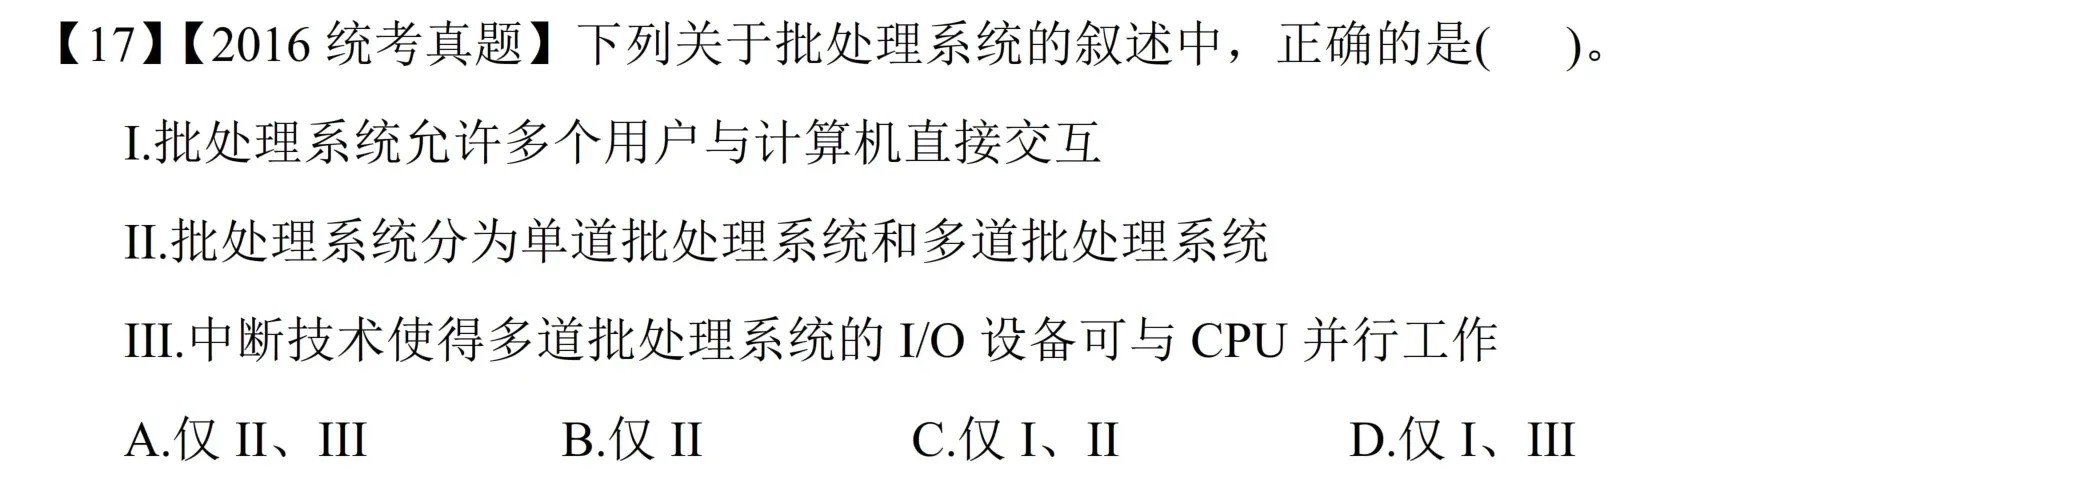 【17】【2016 统考真题】下列关于批处理系统的叙述中，正确的是(    )。
I.批处理系统允许多个用户与计算机直接交互
II.批处理系统分为单道批处理系统和多道批处理系统
III.中断技术使得多道批处理系统的 I/O 设备可与 CPU 并行工作
A.仅 II、III    B.仅 II    C.仅 I、II    D.仅 I、III